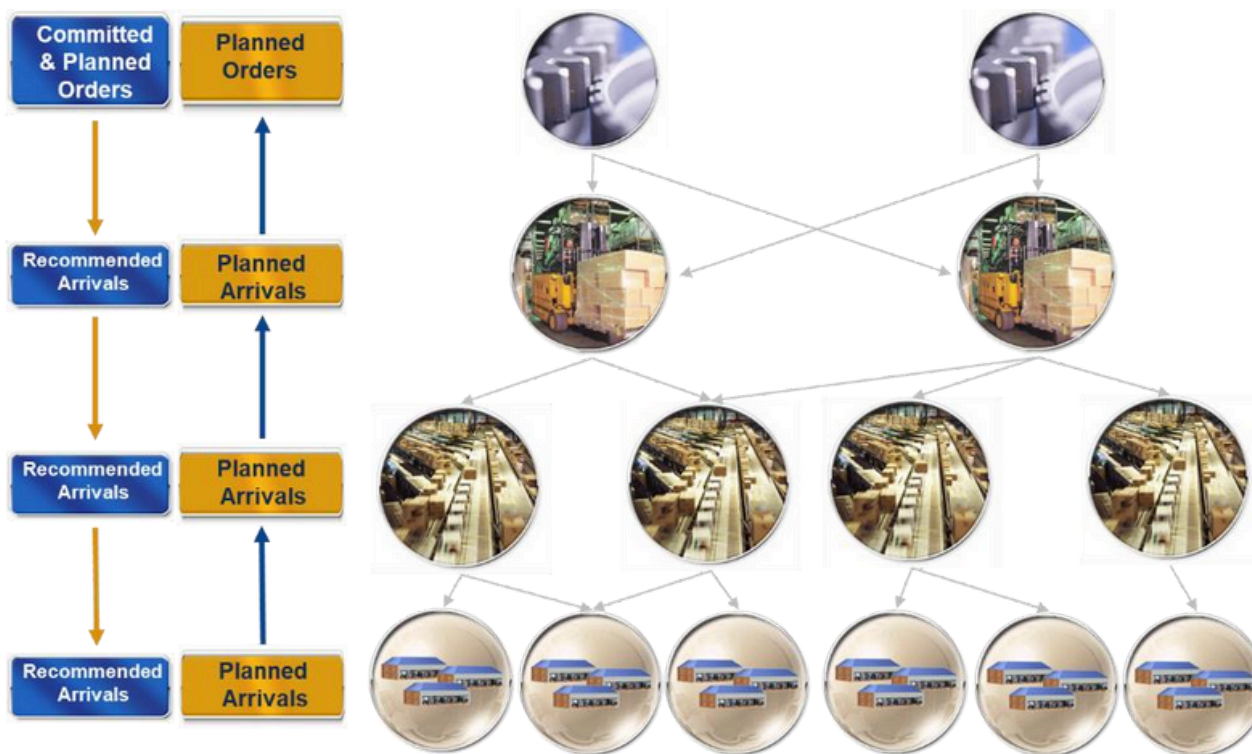 Committed
& Planned
Orders
Planned
Orders
Recommended
Arrivals
Planned
Arrivals
Recommended
Arrivals
Planned
Arrivals
Recommended
Arrivals
Planned
Arrivals